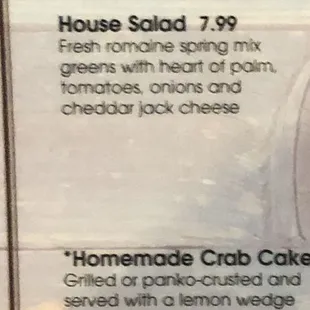 House Salad 7.99
Fresh romaine spring mix
greens with heart of palm,
tomatoes, onions and
cheddar jack cheese
*Homemade Crab Cake
Grilled or panko-crusted and
served with a lemon wedge